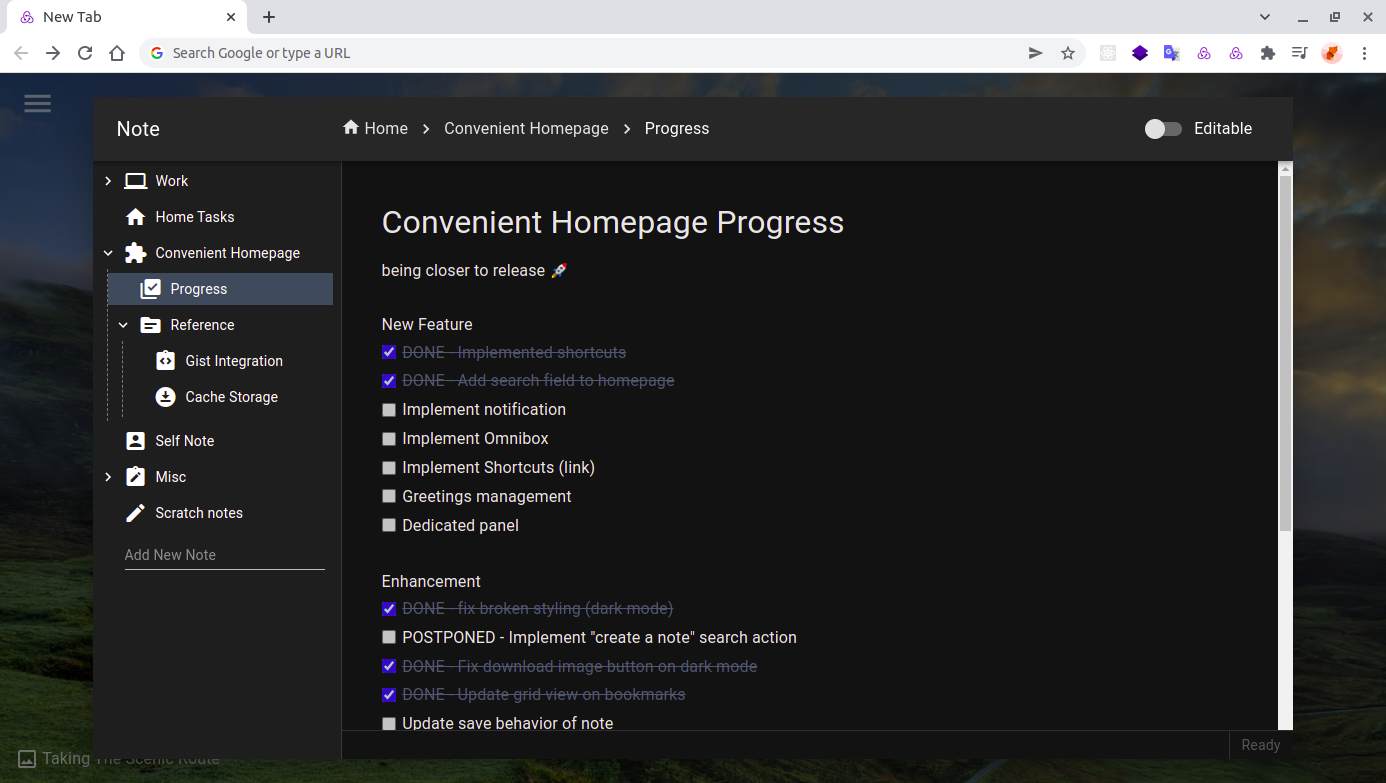 New Tab
Search Google or type a URL
Note
Home
Convenient Homepage
Progress
Editable
Work
Home Tasks
Convenient Homepage
Progress
Reference
Gist Integration
Cache Storage
Self Note
Misc
Scratch notes
Add New Note
Convenient Homepage Progress
being closer to release 🚀
New Feature
DONE - Implemented shortcuts
DONE - Add search field to homepage
Implement notification
Implement Omnibox
Implement Shortcuts (link)
Greetings management
Dedicated panel
Enhancement
DONE - fix broken styling (dark mode)
POSTPONED - Implement "create a note" search action
DONE - Fix download image button on dark mode
DONE - Update grid view on bookmarks
Update save behavior of note
Ready
Taking The Scenic Route